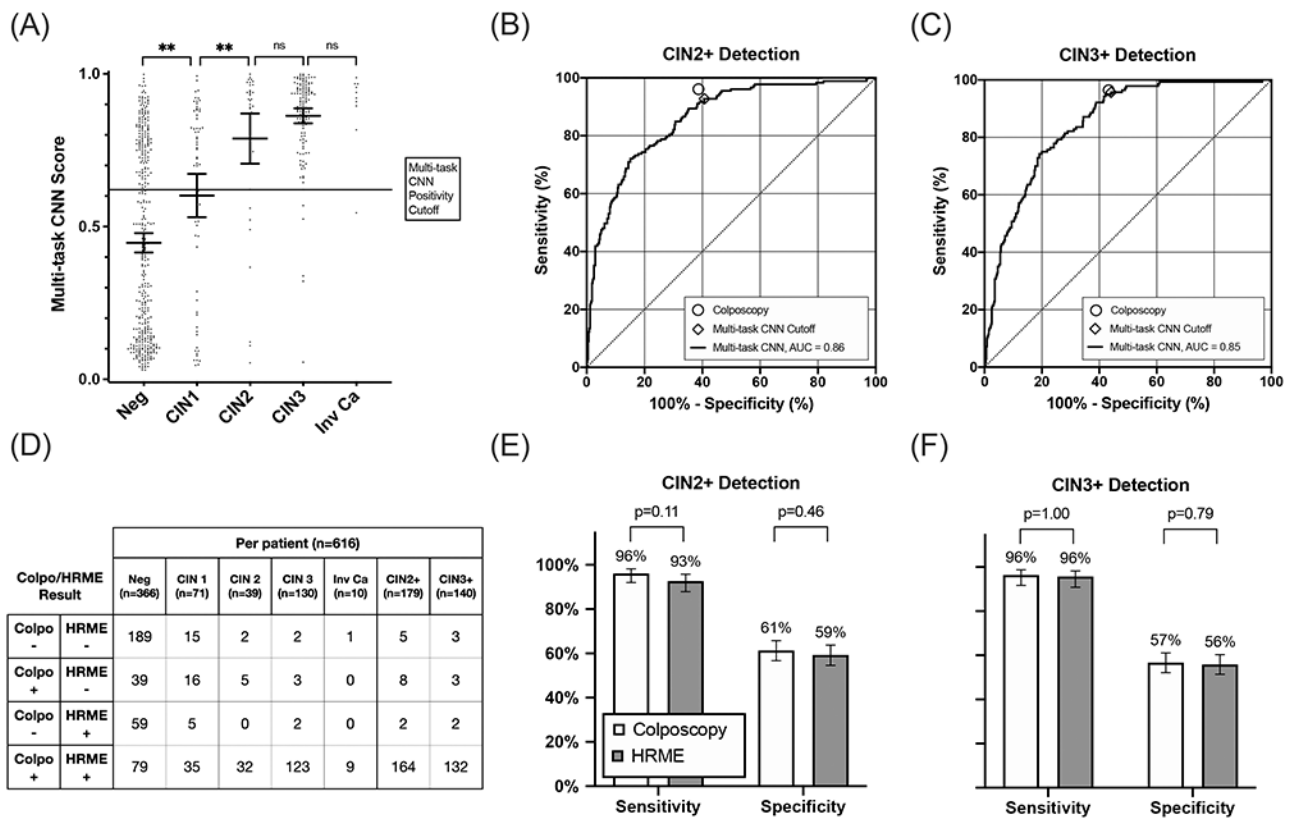 (A)
** ** ns ns
Multi-task CNN Score
1.0
0.5
0.0
Multi-task
CNN
Positivity
Cutoff
Neg CIN1 CIN2 CIN3 Inv Ca
(B)
CIN2+ Detection
Sensitivity (%)
100
80
60
40
20
0
0 20 40 60 80 100
100% - Specificity (%)
Colposcopy
Multi-task CNN Cutoff
Multi-task CNN, AUC = 0.86
(C)
CIN3+ Detection
Sensitivity (%)
100
80
60
40
20
0
0 20 40 60 80 100
100% - Specificity (%)
Colposcopy
Multi-task CNN Cutoff
Multi-task CNN, AUC = 0.85
(D)
Per patient (n=616)
Colpo/HRME Neg CIN 1 CIN 2 CIN 3 Inv Ca CIN2+ CIN3+
Result (n=366) (n=71) (n=39) (n=130) (n=10) (n=179) (n=140)
Colpo HRME 189 15 2 2 1 5 3
- -
Colpo HRME 39 16 5 3 0 8 3
+ -
Colpo HRME 59 5 0 2 0 2 2
- +
Colpo HRME 79 35 32 123 9 164 132
+ +
(E)
CIN2+ Detection
p=0.11 p=0.46
100%
80%
60%
40%
20%
0%
96% 93%
61% 59%
Colposcopy
HRME
Sensitivity Specificity
(F)
CIN3+ Detection
p=1.00 p=0.79
96% 96%
57% 56%
Sensitivity Specificity